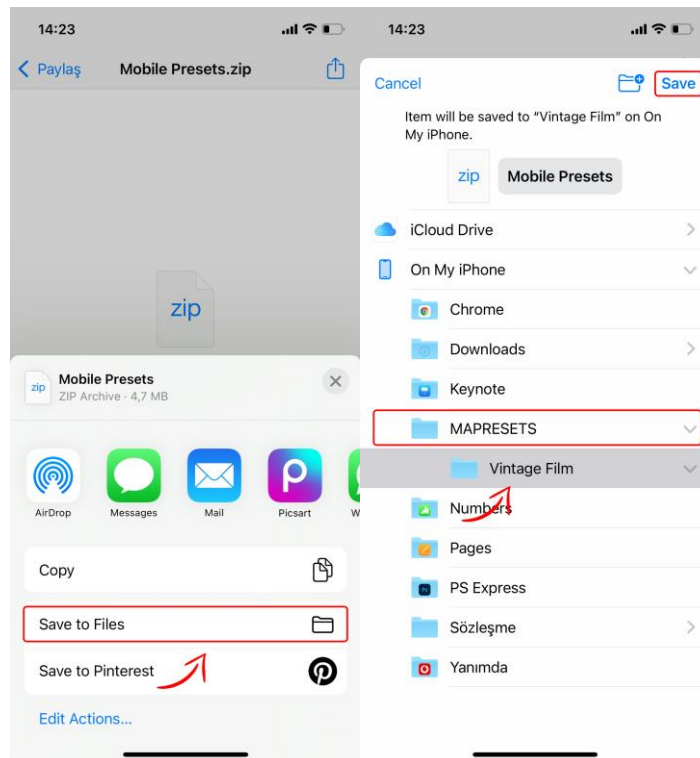 14:23
Paylaş
Mobile Presets.zip
zip
zip
Mobile Presets
ZIP Archive · 4,7 MB
AirDrop
Messages
Mail
Picsart
W
Copy
Save to Files
Save to Pinterest
Edit Actions...
14:23
Cancel
Save
Item will be saved to “Vintage Film” on On
My iPhone.
zip
Mobile Presets
iCloud Drive
On My iPhone
Chrome
Downloads
Keynote
MAPRESETS
Vintage Film
Numbers
Pages
PS Express
Sözleşme
Yanımda